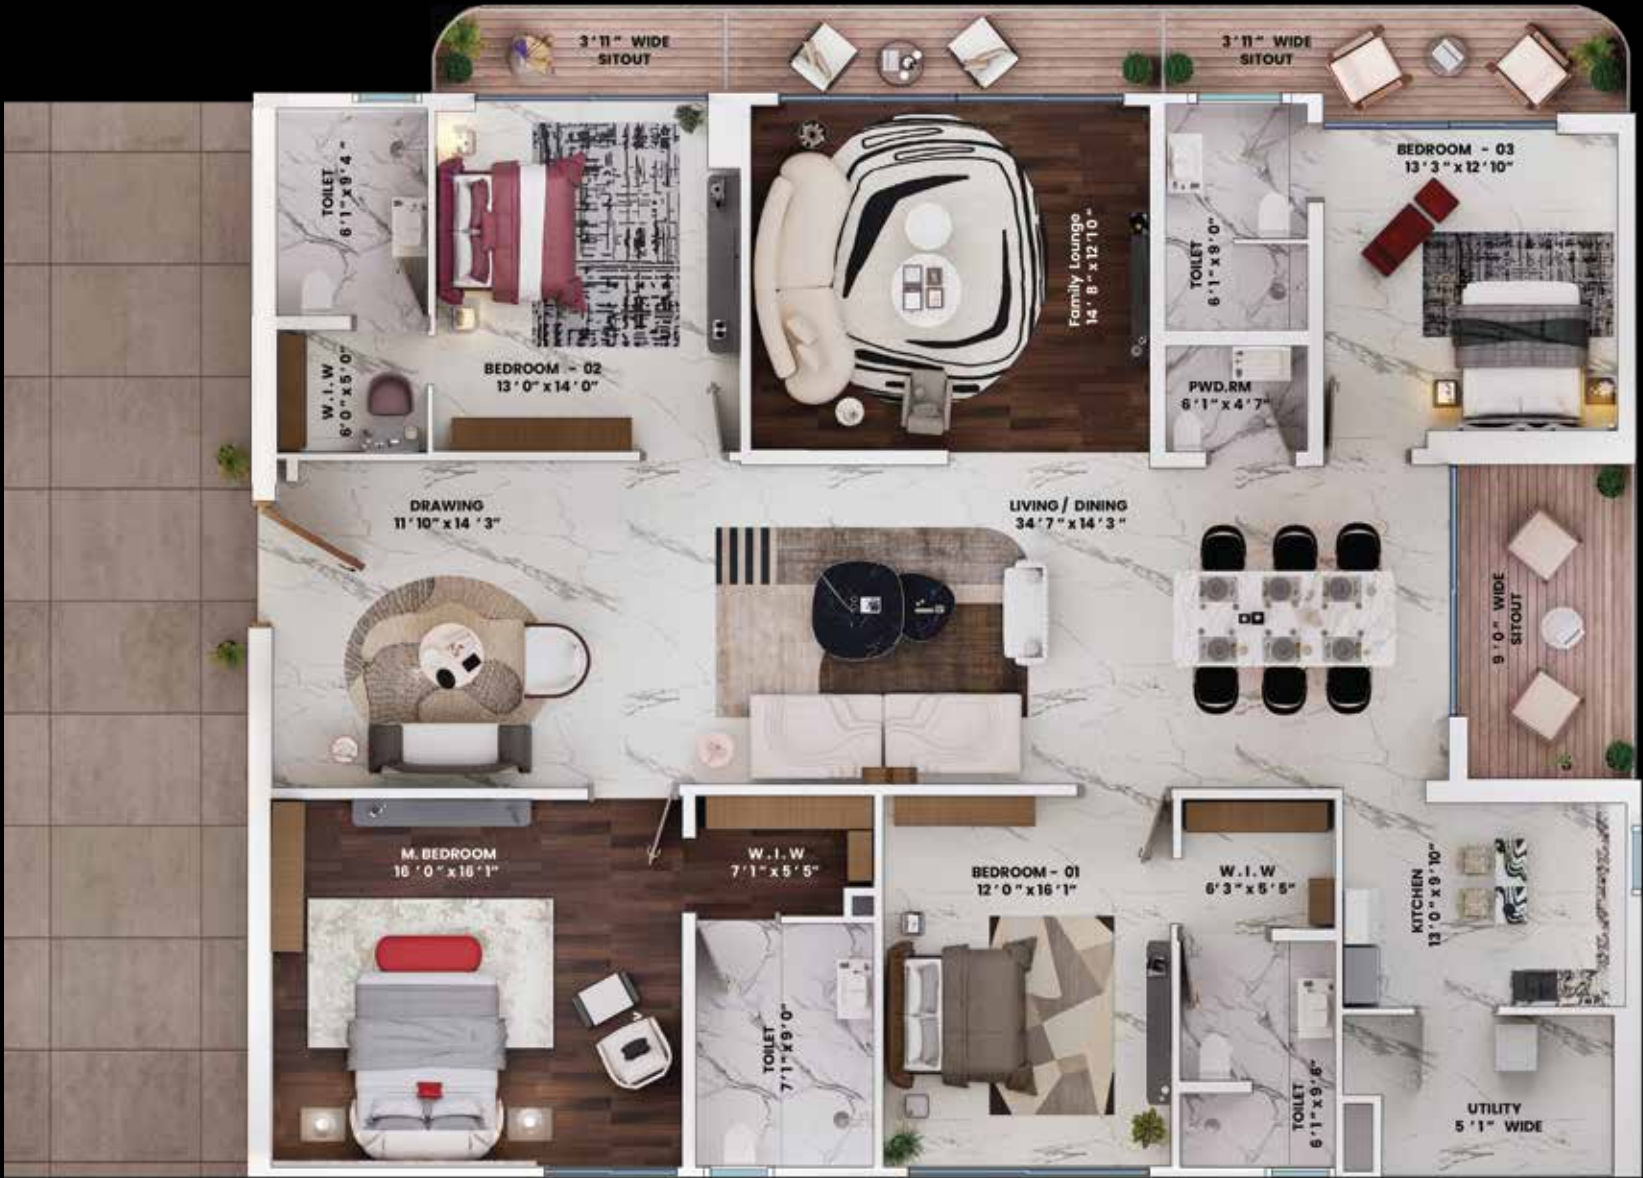 3'11" WIDE
SITOUT
3'11" WIDE
SITOUT
TOILET
6'1" x 9'4"
BEDROOM - 02
13'0" x 14'0"
W.I.W
6'0" x 5'0"
Family Lounge
14'8" x 12'10"
TOILET
6'1" x 9'0"
PWD.RM
6'1" x 4'7"
BEDROOM - 03
13'3" x 12'10"
DRAWING
11'10" x 14'3"
LIVING / DINING
34'7" x 14'3"
9'0" WIDE
SITOUT
M. BEDROOM
16'0" x 16'1"
W.I.W
7'1" x 5'5"
TOILET
7'1" x 9'0"
BEDROOM - 01
12'0" x 16'1"
W.I.W
6'3" x 5'5"
TOILET
6'1" x 9'6"
KITCHEN
13'0" x 9'10"
UTILITY
5'1" WIDE